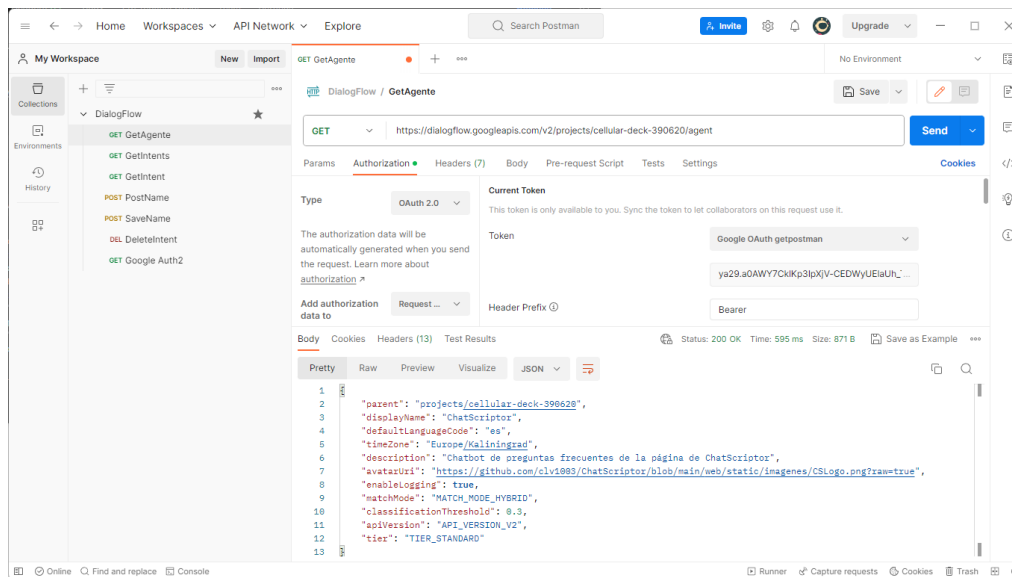 Home Workspaces API Network Explore Search Postman Invite Upgrade
My Workspace New Import GET GetAgente No Environment
Collections
Environments
History
DialogFlow
GET GetAgente
GET GetIntents
GET GetIntent
POST PostName
POST SaveName
DEL DeleteIntent
GET Google Auth2
HTTP DialogFlow / GetAgente Save
GET https://dialogflow.googleapis.com/v2/projects/cellular-deck-390620/agent Send
Params Authorization Headers (7) Body Pre-request Script Tests Settings Cookies
Type OAuth 2.0
The authorization data will be
automatically generated when you send
the request. Learn more about
authorization
Add authorization
data to
Request ...
Current Token
This token is only available to you. Sync the token to let collaborators on this request use it.
Token Google OAuth getpostman
Header Prefix Bearer
Body Cookies Headers (13) Test Results Status: 200 OK Time: 595 ms Size: 871 B Save as Example
Pretty Raw Preview Visualize JSON
1 {
2 "parent": "projects/cellular-deck-390620",
3 "displayName": "ChatScriptor",
4 "defaultLanguageCode": "es",
5 "timeZone": "Europe/Kaliningrad",
6 "description": "Chatbot de preguntas frecuentes de la página de ChatScriptor",
7 "avatarUri": "https://github.com/clv1003/ChatScriptor/blob/main/web/static/imagenes/CSLogo.png?raw=true",
8 "enableLogging": true,
9 "matchMode": "MATCH_MODE_HYBRID",
10 "classificationThreshold": 0.3,
11 "apiVersion": "API_VERSION_V2",
12 "tier": "TIER_STANDARD"
13 }
Online Find and replace Console Runner Capture requests Cookies Trash